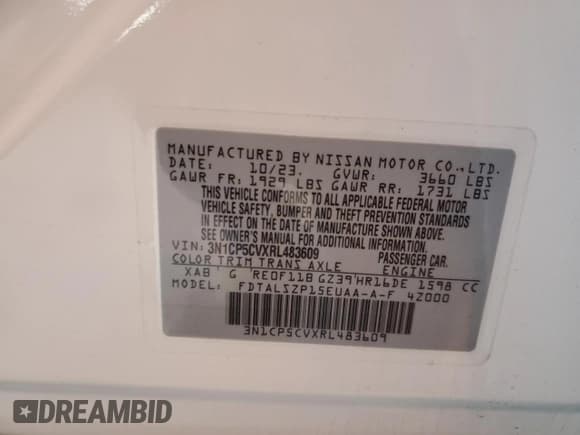 MANUFACTURED BY NISSAN MOTOR CO., LTD.
DATE: 10/23. GVWR: 3660 LBS
GAWR FR: 1929 LBS GAWR RR: 1731 LBS
THIS VEHICLE CONFORMS TO ALL APPLICABLE FEDERAL MOTOR
VEHICLE SAFETY, BUMPER AND THEFT PREVENTION STANDARDS
IN EFFECT ON THE DATE OF MANUFACTURE SHOWN ABOVE.
SEE OWNER'S MANUAL FOR ADDITIONAL INFORMATION.
VIN: 3N1CP5CVXRL483609 PASSENGER CAR
COLOR TRIM TRANS AXLE ENGINE
XAB G RE0F11B GZ39 HR16DE 1598 CC
MODEL: FDTALSZP15EUAA-A-F 4Z000
3N1CP5CVXRL483609
DREAMBID